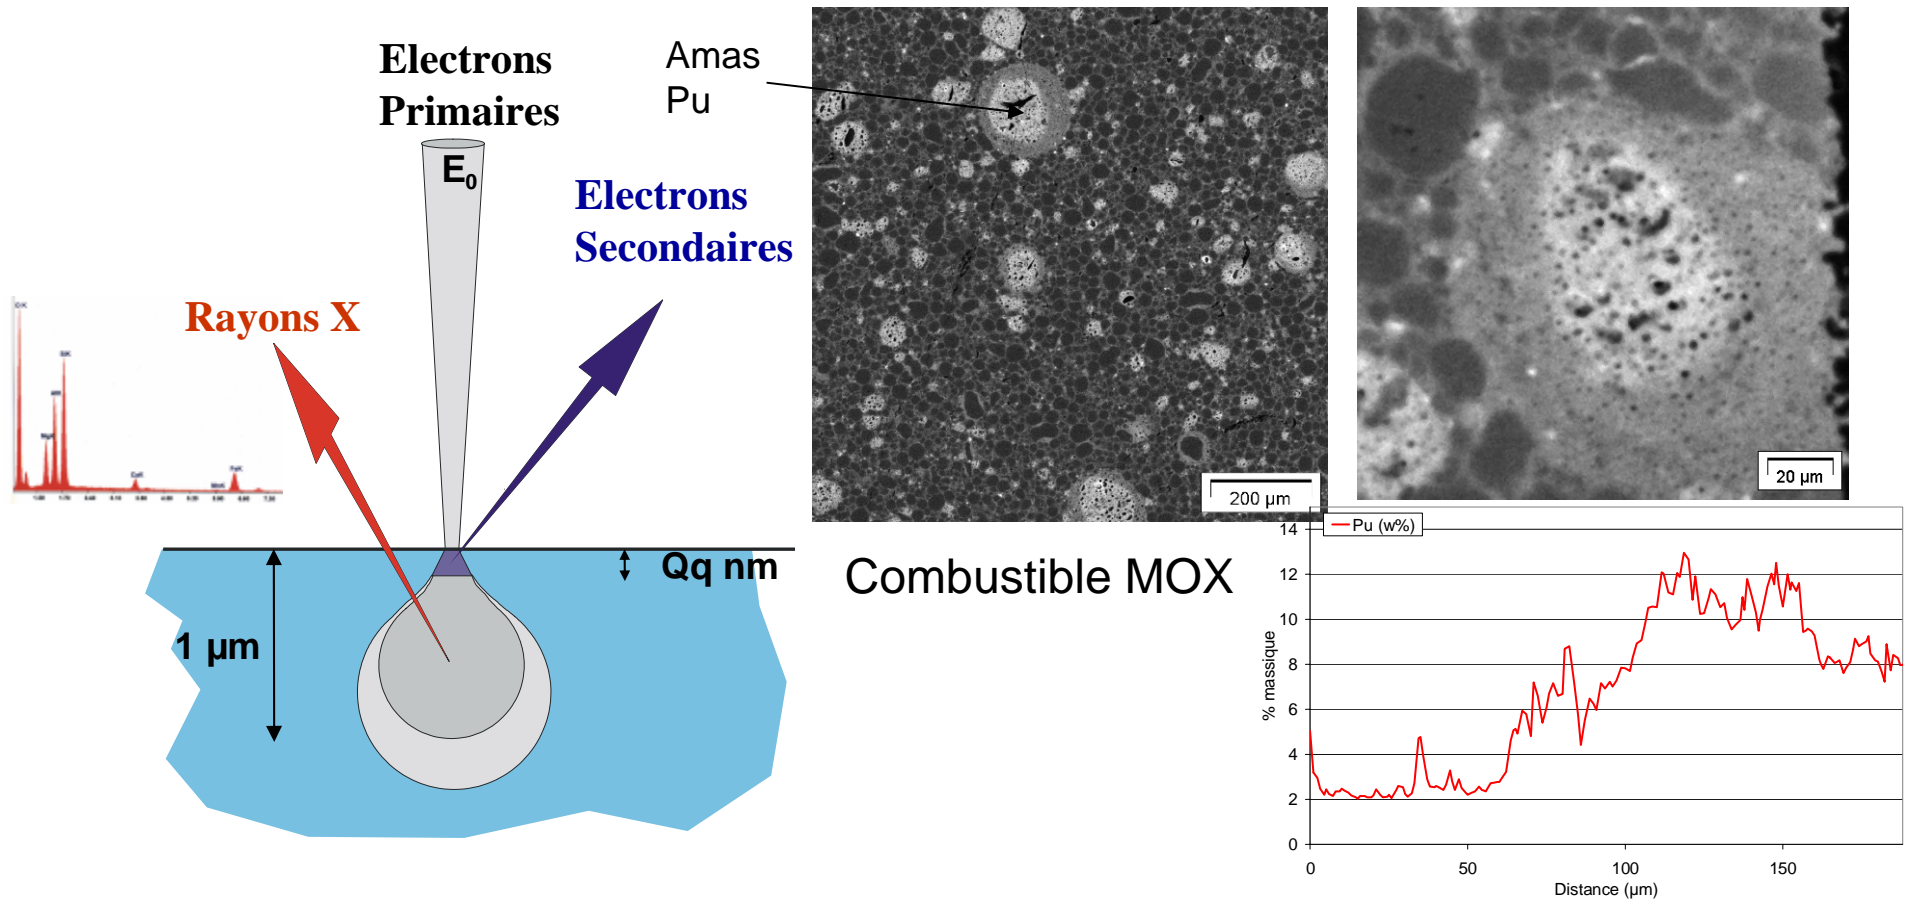 Electrons
Primaires
E0
Amas
Pu
Electrons
Secondaires
Rayons X
Qq nm
1 µm
200 µm
20 µm
Combustible MOX
Pu (w%)
14
12
10
8
6
4
2
0
% massique
0 50 100 150
Distance (µm)